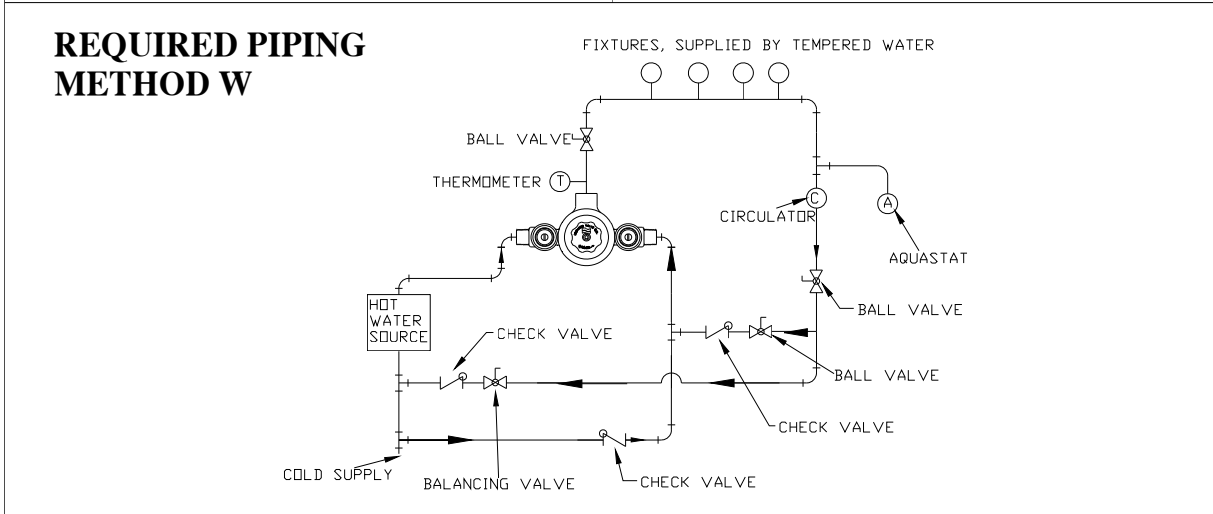 REQUIRED PIPING
METHOD W
FIXTURES, SUPPLIED BY TEMPERED WATER
BALL VALVE
THERMOMETER
T
C
A
CIRCULATOR
AQUASTAT
HOT
WATER
SOURCE
BALL VALVE
CHECK VALVE
BALL VALVE
CHECK VALVE
COLD SUPPLY
BALANCING VALVE
CHECK VALVE